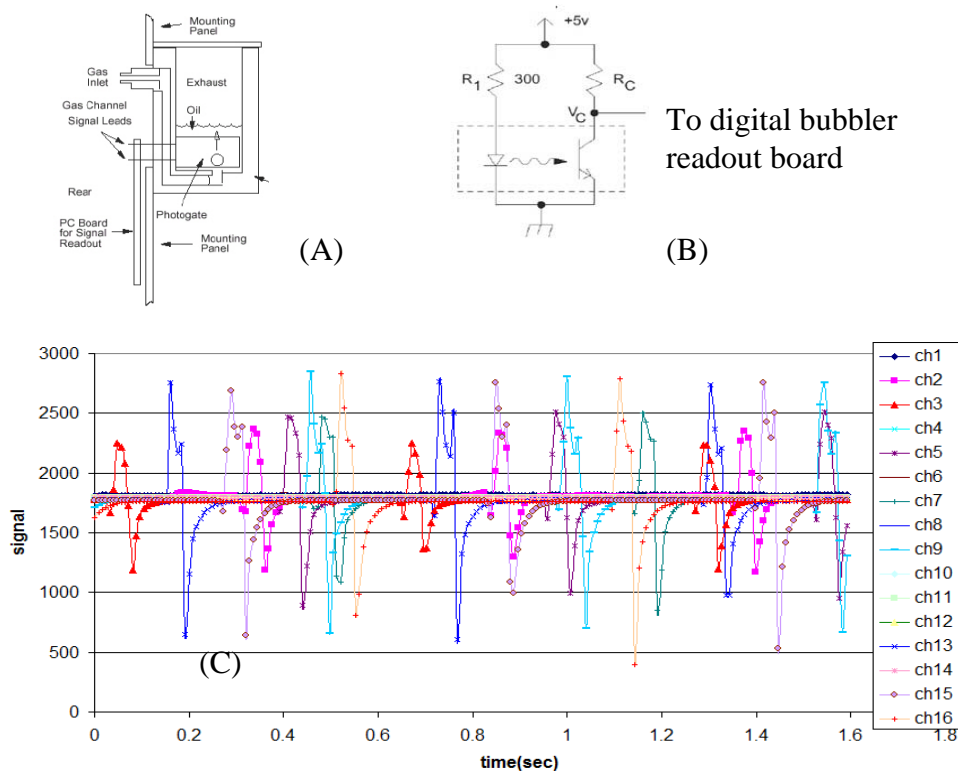 Mounting
Panel
Gas
Inlet
Exhaust
Gas Channel
Signal Leads
Oil
Rear
Photogate
PC Board
for Signal
Readout
Mounting
Panel
(A)
+5v
R1
300
RC
VC
To digital bubbler
readout board
(B)
3000
2500
2000
1500
1000
500
0
signal
(C)
0
0.2
0.4
0.6
0.8
1
1.2
1.4
1.6
1.8
time(sec)
ch1
ch2
ch3
ch4
ch5
ch6
ch7
ch8
ch9
ch10
ch11
ch12
ch13
ch14
ch15
ch16